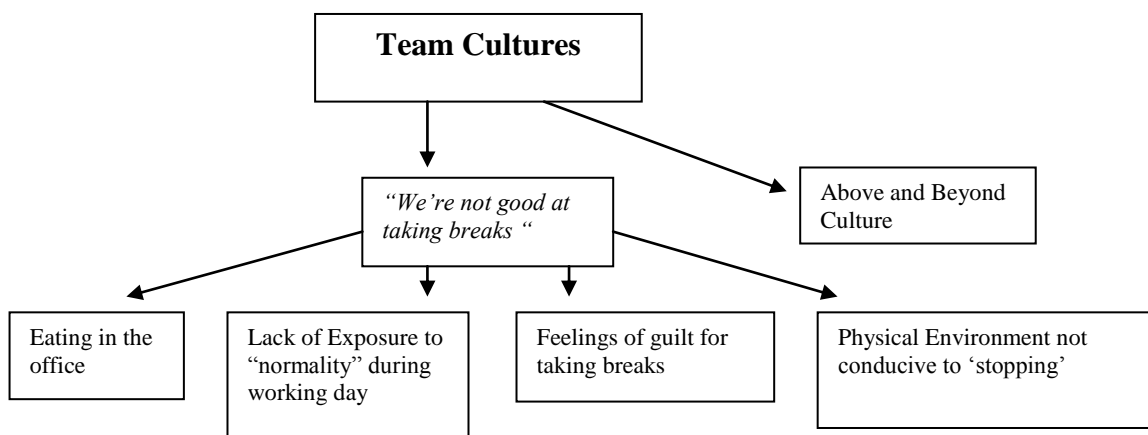 Team Cultures
“We’re not good at
taking breaks “
Above and Beyond
Culture
Eating in the
office
Lack of Exposure to
“normality” during
working day
Feelings of guilt for
taking breaks
Physical Environment not
conducive to ‘stopping’